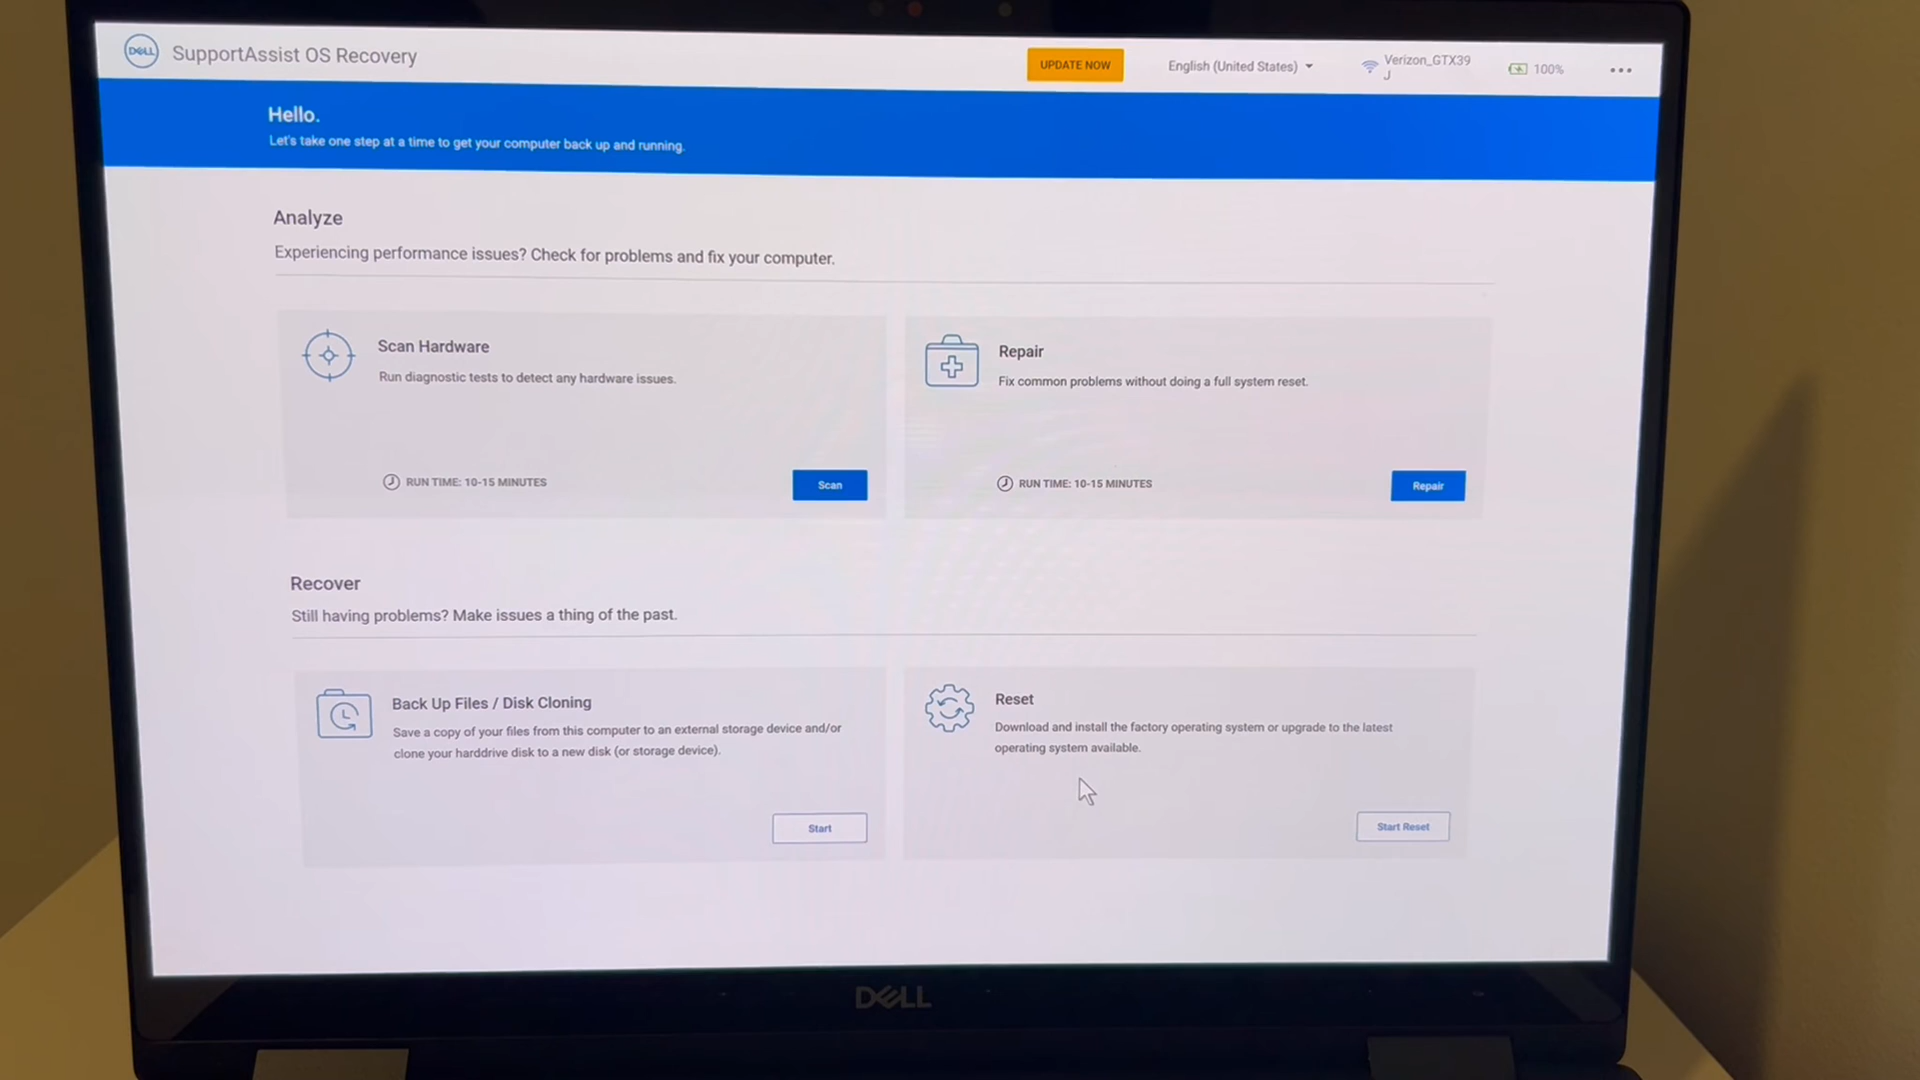 DELL
SupportAssist OS Recovery
UPDATE NOW
English (United States)
Verizon_GTX39
J
100%
Hello.
Let's take one step at a time to get your computer back up and running.
Analyze
Experiencing performance issues? Check for problems and fix your computer.
Scan Hardware
Run diagnostic tests to detect any hardware issues.
RUN TIME: 10-15 MINUTES
Scan
Repair
Fix common problems without doing a full system reset.
RUN TIME: 10-15 MINUTES
Repair
Recover
Still having problems? Make issues a thing of the past.
Back Up Files / Disk Cloning
Save a copy of your files from this computer to an external storage device and/or
clone your harddrive disk to a new disk (or storage device).
Start
Reset
Download and install the factory operating system or upgrade to the latest
operating system available.
Start Reset
DELL